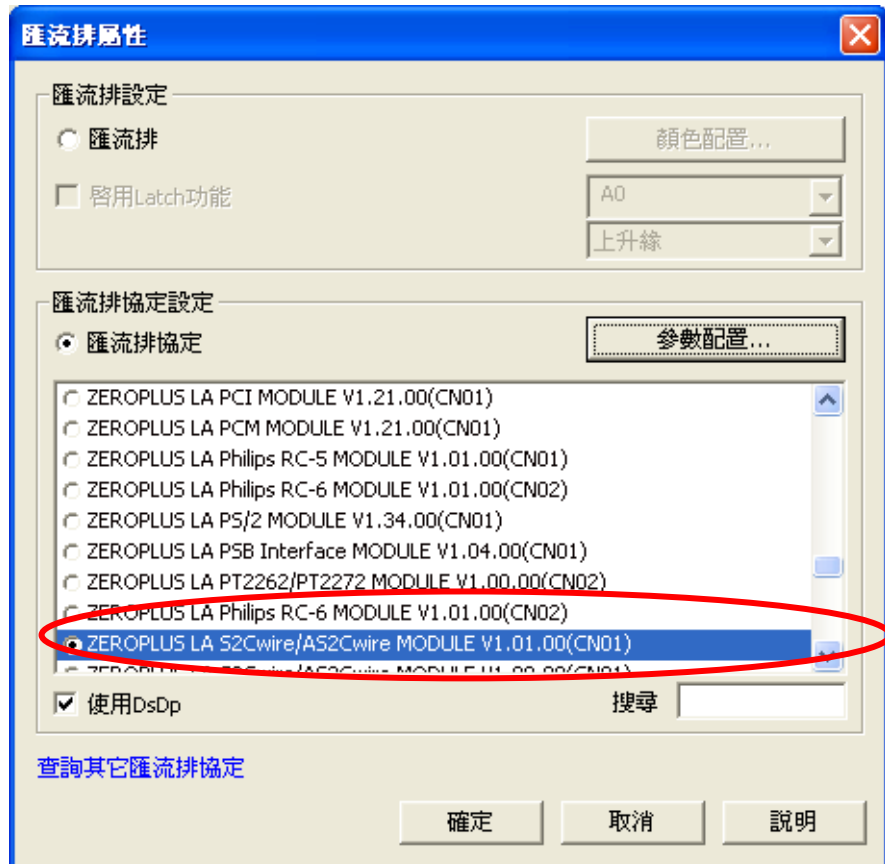 匯流排屬性
匯流排設定
匯流排
顏色配置...
啓用Latch功能
A0
上升緣
匯流排協定設定
匯流排協定
參數配置...
ZEROPLUS LA PCI MODULE V1.21.00(CN01)
ZEROPLUS LA PCM MODULE V1.21.00(CN01)
ZEROPLUS LA Philips RC-5 MODULE V1.01.00(CN01)
ZEROPLUS LA Philips RC-6 MODULE V1.01.00(CN02)
ZEROPLUS LA PS/2 MODULE V1.34.00(CN01)
ZEROPLUS LA PSB Interface MODULE V1.04.00(CN01)
ZEROPLUS LA PT2262/PT2272 MODULE V1.00.00(CN02)
ZEROPLUS LA Philips RC-6 MODULE V1.01.00(CN02)
ZEROPLUS LA S2Cwire/AS2Cwire MODULE V1.01.00(CN01)
使用DsDp
搜尋
查詢其它匯流排協定
確定
取消
說明